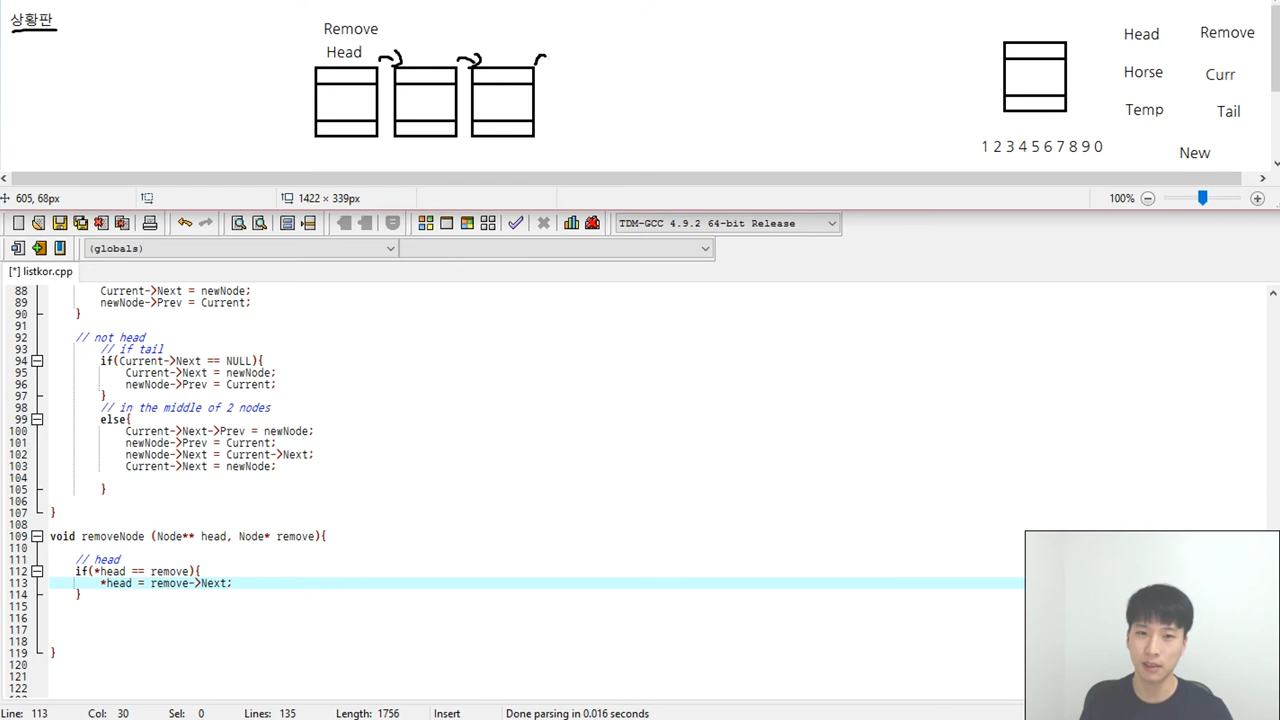 상황판
Remove
Head
Head
Remove
Horse
Curr
Temp
Tail
1 2 3 4 5 6 7 8 9 0
New
605, 68px
1422 × 339px
100%
TDM-GCC 4.9.2 64-bit Release
(globals)
[*] listkor.cpp
88 Current->Next = newNode;
89 newNode->Prev = Current;
90 }
91
92 // not head
93 // if tail
94 if(Current->Next == NULL){
95 Current->Next = newNode;
96 newNode->Prev = Current;
97 }
98 // in the middle of 2 nodes
99 else{
100 Current->Next->Prev = newNode;
101 newNode->Prev = Current;
102 newNode->Next = Current->Next;
103 Current->Next = newNode;
104
105 }
106
107 }
108
109 void removeNode (Node** head, Node* remove){
110
111 // head
112 if(*head == remove){
113 *head = remove->Next;
114 }
115
116
117
118
119 }
120
121
122
Line: 113 Col: 30 Sel: 0 Lines: 135 Length: 1756 Insert Done parsing in 0.016 seconds